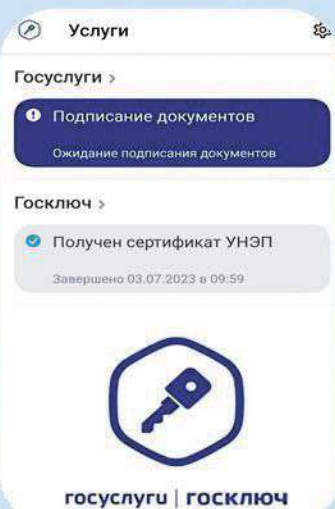 Услуги
Госуслуги >
Подписание документов
Ожидание подписания документов
Госключ >
Получен сертификат УНЭП
Завершено 03.07.2023 в 09:59
госуслуги | госключ